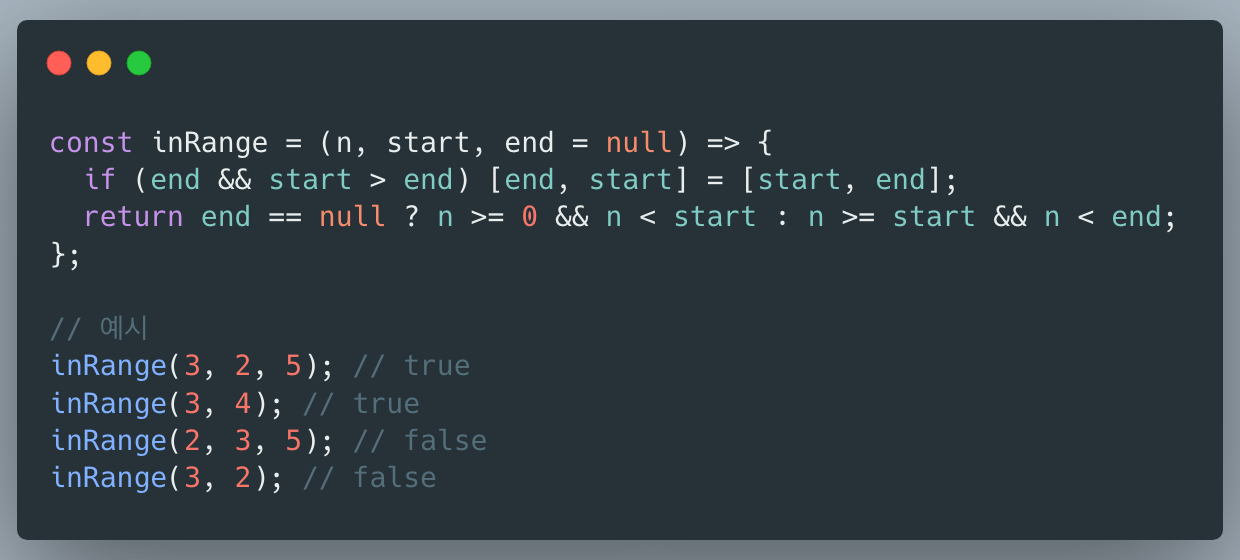 const inRange = (n, start, end = null) => {
  if (end && start > end) [end, start] = [start, end];
  return end == null ? n >= 0 && n < start : n >= start && n < end;
};

// 예시
inRange(3, 2, 5); // true
inRange(3, 4); // true
inRange(2, 3, 5); // false
inRange(3, 2); // false